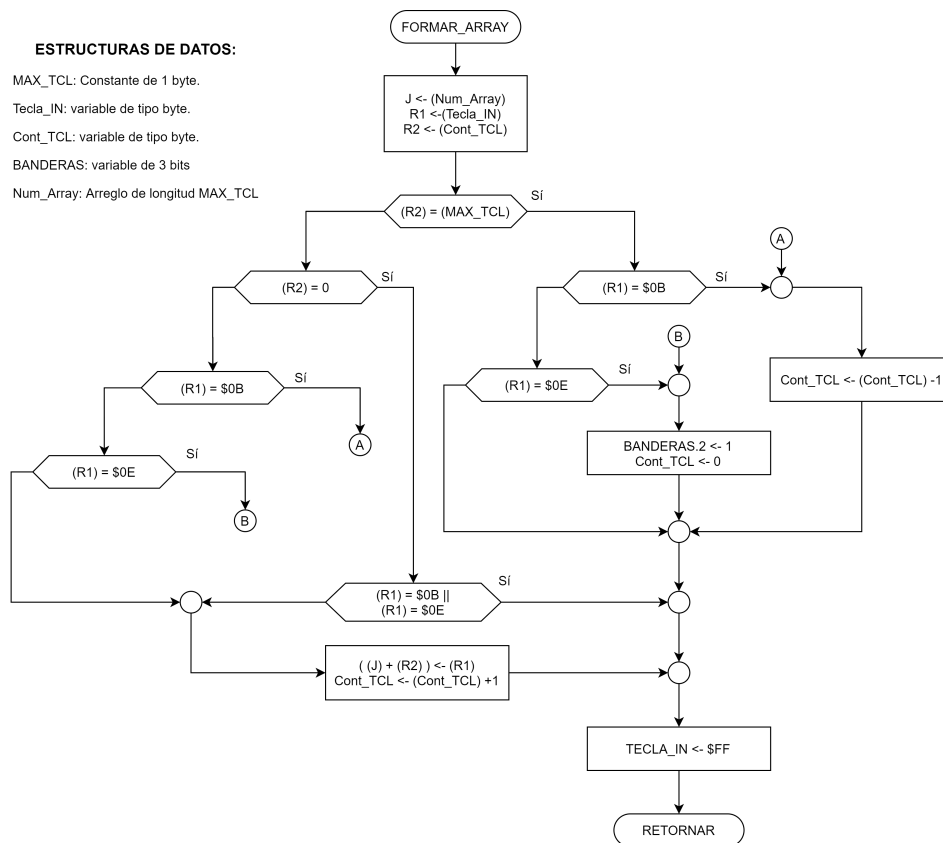 FORMAR_ARRAY
ESTRUCTURAS DE DATOS:
MAX_TCL: Constante de 1 byte.
Tecla_IN: variable de tipo byte.
Cont_TCL: variable de tipo byte.
BANDERAS: variable de 3 bits
Num_Array: Arreglo de longitud MAX_TCL
J <- (Num_Array)
R1 <-(Tecla_IN)
R2 <- (Cont_TCL)
(R2) = (MAX_TCL)
Sí
A
(R2) = 0
Sí
(R1) = $0B
Sí
B
(R1) = $0B
Sí
(R1) = $0E
Sí
Cont_TCL <- (Cont_TCL) -1
A
(R1) = $0E
Sí
BANDERAS.2 <- 1
Cont_TCL <- 0
B
(R1) = $0B ||
(R1) = $0E
Sí
( (J) + (R2) ) <- (R1)
Cont_TCL <- (Cont_TCL) +1
TECLA_IN <- $FF
RETORNAR